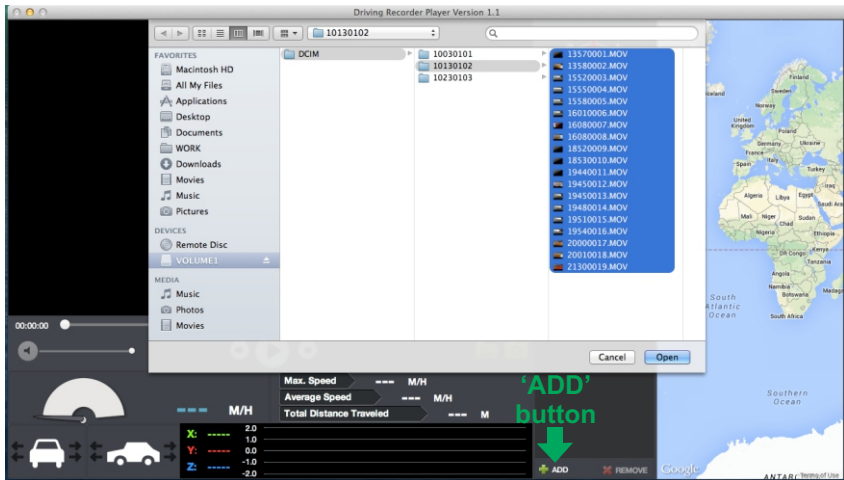 Driving Recorder Player Version 1.1
10130102
FAVORITES
Macintosh HD
All My Files
Applications
Desktop
Documents
WORK
Downloads
Movies
Music
Pictures
DEVICES
Remote Disc
VOLUME1
MEDIA
Music
Photos
Movies
DCIM
10030101
10130102
10230103
13570001.MOV
13580002.MOV
15520003.MOV
15550004.MOV
15580005.MOV
16010006.MOV
16080007.MOV
16080008.MOV
18520009.MOV
18530010.MOV
19440011.MOV
19450012.MOV
19450013.MOV
19480014.MOV
19510015.MOV
19540016.MOV
20000017.MOV
20010018.MOV
21300019.MOV
Cancel Open
00:00:00
Finland
Sweden
Norway
United
Kingdom
Poland
Germany
Ukraine
France
Spain
Italy
Turkey
Iraq
Algeria
Libya
Egypt
Saudi Ara
Mali
Niger
Chad
Sudan
Nigeria
Ethiopia
DR Congo
Kenya
Tanzania
Angola
Namibia
Botswana
Madaga
South Africa
South
Atlantic
Ocean
Southern
Ocean
--- M/H
Max. Speed --- M/H
Average Speed --- M/H
Total Distance Traveled --- M
X: -----
Y: -----
Z: -----
2.0
1.0
0.0
-1.0
-2.0
'ADD'
button
ADD
REMOVE
Google
ANTAR
Terms of Use